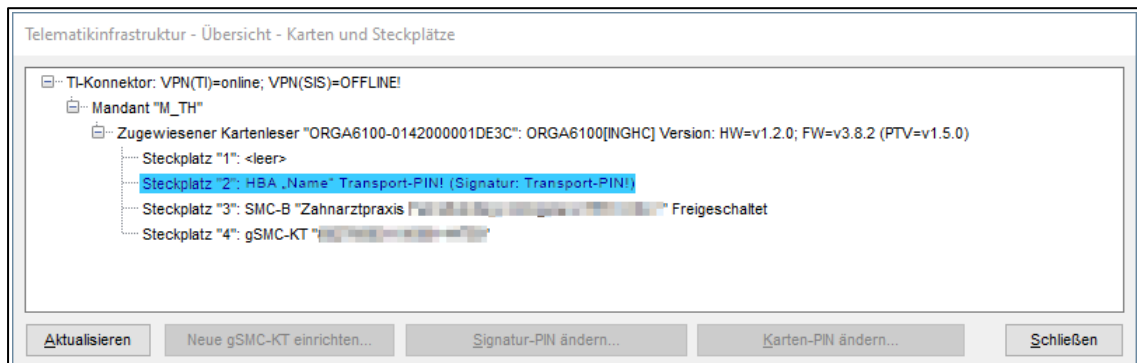 Telematikinfrastruktur - Übersicht - Karten und Steckplätze
TI-Konnektor: VPN(TI)=online; VPN(SIS)=OFFLINE!
Mandant "M_TH"
Zugewiesener Kartenleser "ORGA6100-0142000001DE3C": ORGA6100[INGHC] Version: HW=v1.2.0; FW=v3.8.2 (PTV=v1.5.0)
Steckplatz "1": <leer>
Steckplatz "2": HBA „Name“ Transport-PIN! (Signatur: Transport-PIN!)
Steckplatz "3": SMC-B "Zahnarztpraxis " Freigeschaltet
Steckplatz "4": gSMC-KT " "
Aktualisieren Neue gSMC-KT einrichten... Signatur-PIN ändern... Karten-PIN ändern... Schließen